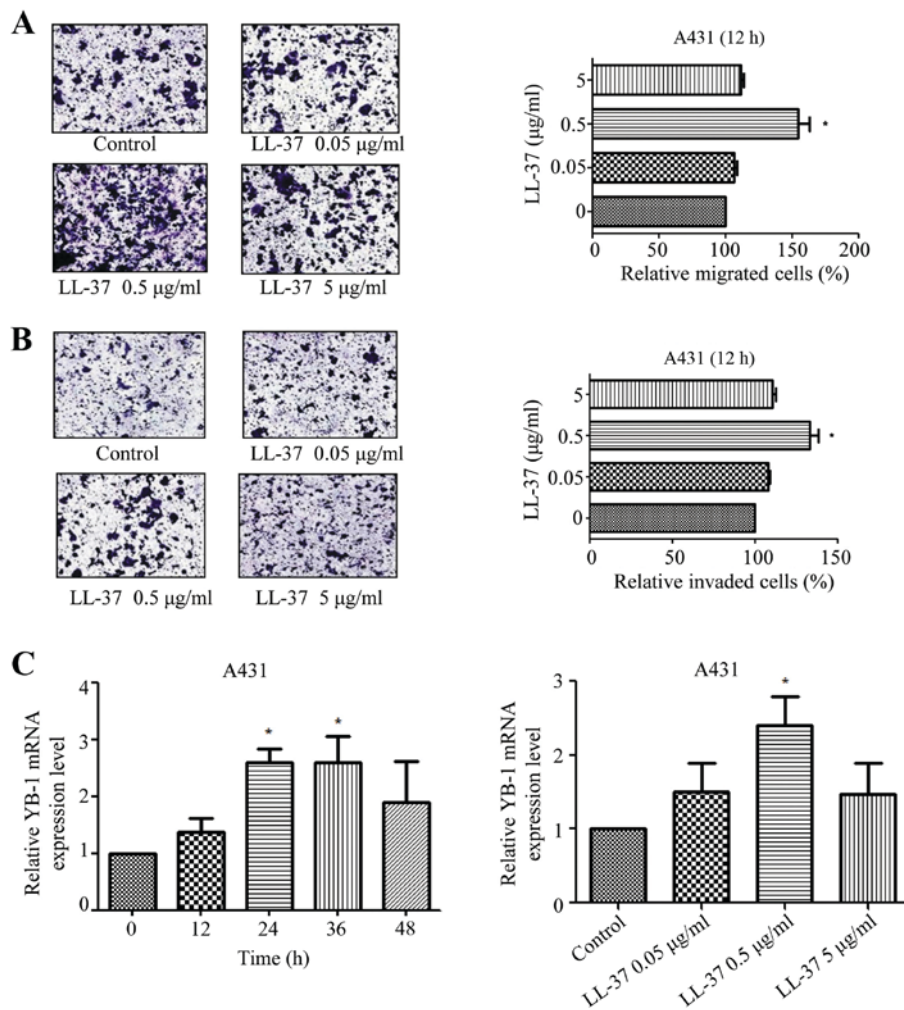 A
Control
LL-37 0.05 µg/ml
LL-37 0.5 µg/ml
LL-37 5 µg/ml
A431 (12 h)
LL-37 (µg/ml)
5
0.5
*
0.05
0
0 50 100 150 200
Relative migrated cells (%)
B
Control
LL-37 0.05 µg/ml
LL-37 0.5 µg/ml
LL-37 5 µg/ml
A431 (12 h)
LL-37 (µg/ml)
5
0.5
*
0.05
0
0 50 100 150
Relative invaded cells (%)
C
A431
Relative YB-1 mRNA
expression level
4
3
2
1
0
* *
0 12 24 36 48
Time (h)
A431
Relative YB-1 mRNA
expression level
3
2
1
0
*
Control
LL-37 0.05 µg/ml
LL-37 0.5 µg/ml
LL-37 5 µg/ml